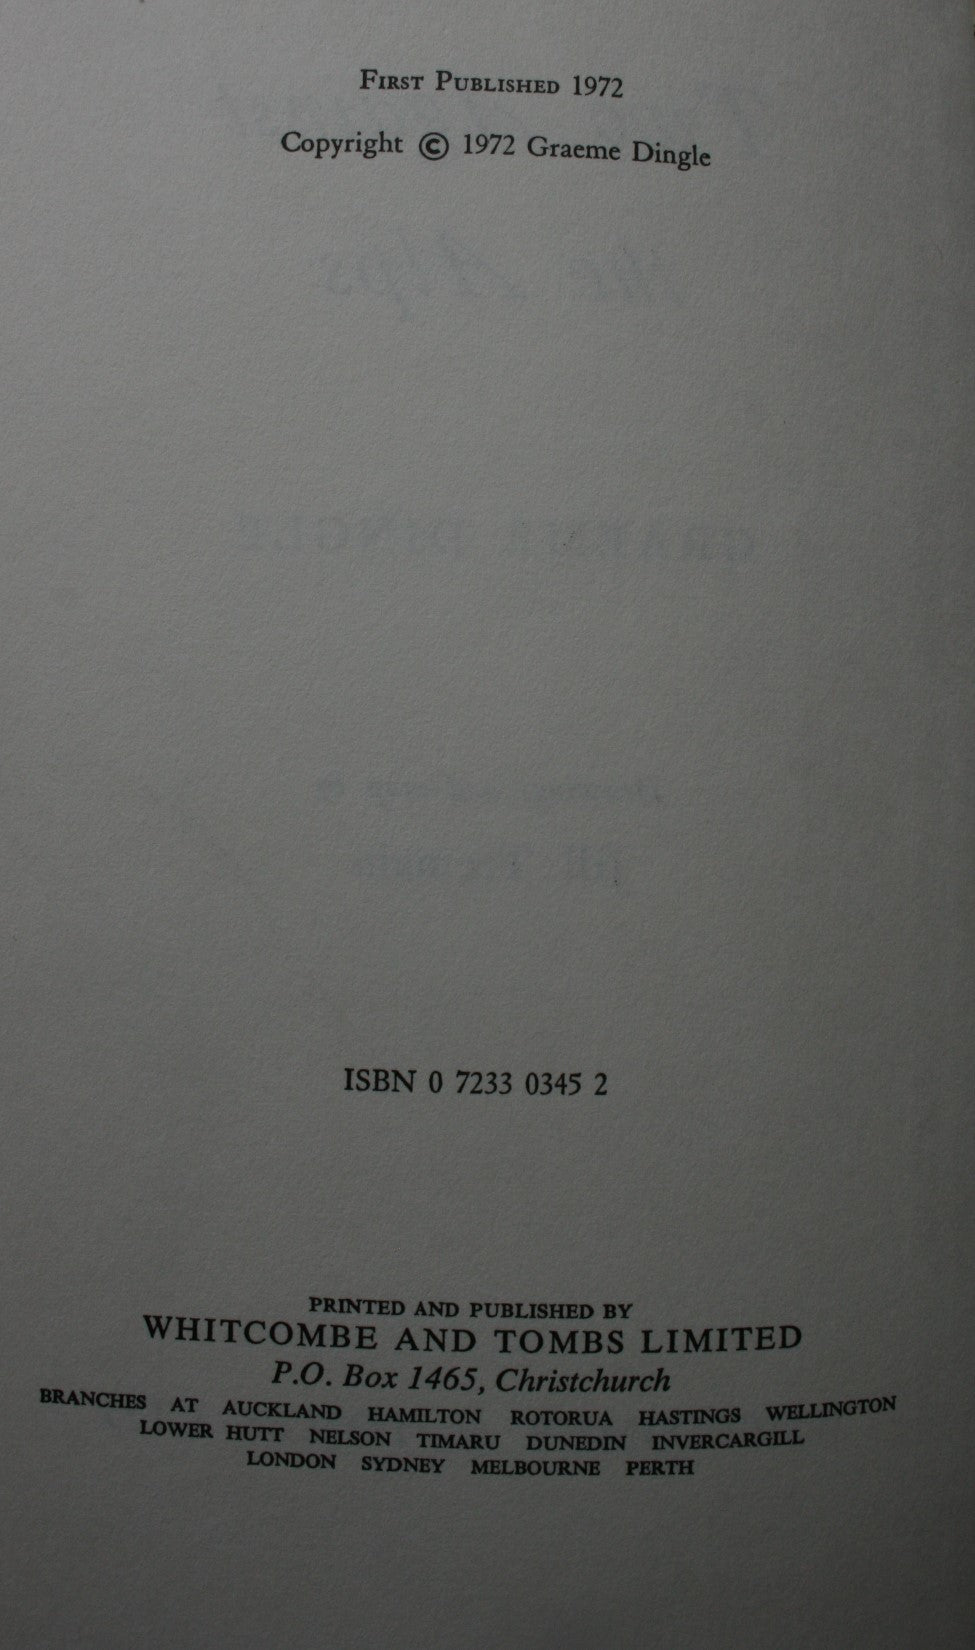 FIRST PUBLISHED 1972
Copyright © 1972 Graeme Dingle
ISBN 0 7233 0345 2
PRINTED AND PUBLISHED BY
WHITCOMBE AND TOMBS LIMITED
P.O. Box 1465, Christchurch
BRANCHES AT AUCKLAND HAMILTON ROTORUA HASTINGS WELLINGTON
LOWER HUTT NELSON TIMARU DUNEDIN INVERCARGILL
LONDON SYDNEY MELBOURNE PERTH